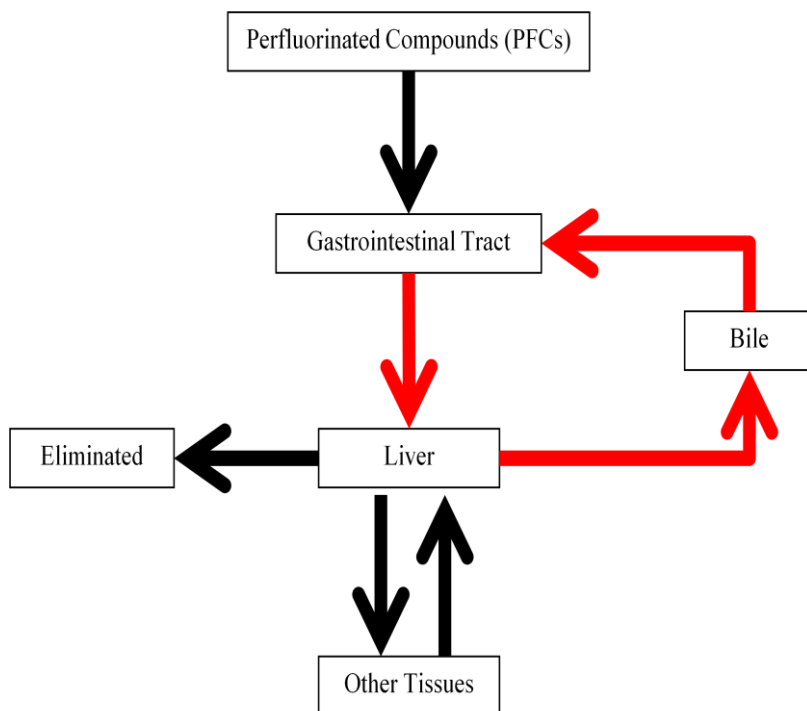 Perfluorinated Compounds (PFCs)
Gastrointestinal Tract
Bile
Eliminated
Liver
Other Tissues